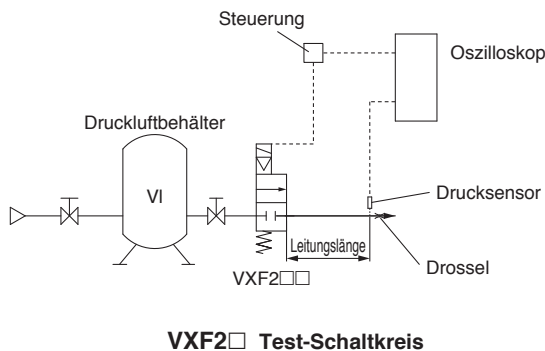 Steuerung
Oszilloskop
Druckluftbehälter
VI
Drucksensor
Leitungslänge
Drossel
VXF2□□
VXF2□ Test-Schaltkreis